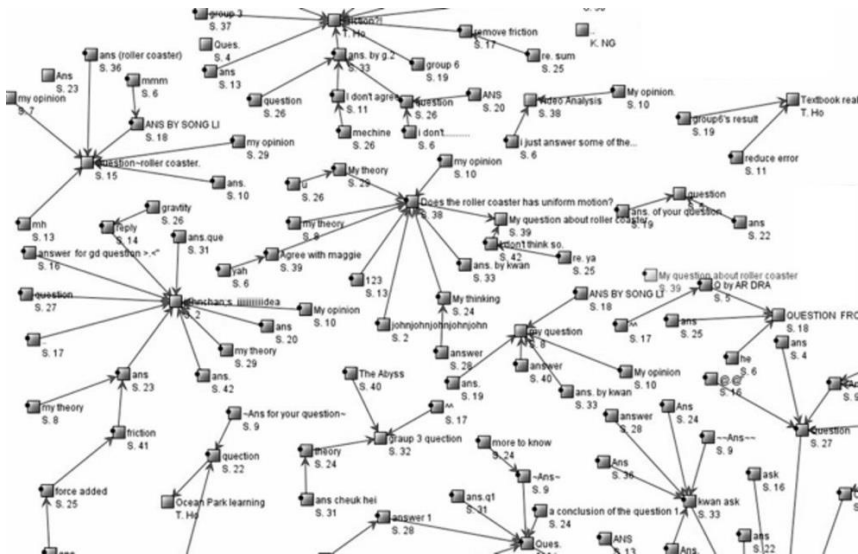 group 3
S. 37
Friction?!
T. Ho
Ques.
S. 4
remove friction
S. 17
..
K. NG
ans (roller coaster)
S. 36
Ans
S. 23
mmm
S. 6
ans
S. 13
ans. by g.2
S. 33
group 6
S. 19
re. sum
S. 25
my opinion
S. 7
ANS BY SONG LI
S. 18
question
S. 26
I don't agree
S. 11
question
S. 26
ANS
S. 20
Video Analysis
S. 38
My opinion.
S. 10
Textbook real
T. Ho
group6's result
S. 19
mechine
S. 26
I don't..........
S. 6
i just answer some of the...
S. 6
reduce error
S. 11
my opinion
S. 29
question~roller coaster.
S. 15
ans.
S. 10
my opinion
S. 10
My theory
S. 29
u
S. 26
Does the roller coaster has uniform motion?
S. 38
question
ans. of your question
S. 19
ans
S. 22
mh
S. 13
gravtity
S. 26
reply
S. 14
ans.que
S. 31
my theory
S. 8
My question about roller coaster
S. 39
I don't think so.
S. 42
re. ya
S. 25
answer for gd question >.<"
S. 16
Agree with maggie
S. 39
yah
S. 6
ans. by kwan
S. 33
123
S. 13
My question about roller coaster
S. 39
Q by AR DRA
S. 5
question
S. 27
S. 2
My opinion
S. 10
My thinking
S. 24
ANS BY SONG LI
S. 18
^^
S. 17
ans
S. 25
QUESTION FRO
S. 18
johnjohnjohnjohnjohn
S. 2
ans
S. 20
my question
S. 8
ans
S. 4
..
S. 17
my theory
S. 29
answer
S. 28
answer
S. 40
he
S. 6
ans
S. 23
ans.
S. 42
The Abyss
S. 40
ans.
S. 19
My opinion
S. 10
@@
S. 16
ans. by kwan
S. 33
my theory
S. 8
~Ans for your question~
S. 9
^^
S. 17
answer
S. 28
Ans
S. 24
friction
S. 41
graup 3 quection
S. 32
more to know
S. 24
~~Ans~~
S. 9
Question
S. 27
quection
S. 22
theory
S. 24
~Ans~
S. 9
Ans
S. 36
ask
S. 16
force added
S. 25
Ocean Park learning
T. Ho
ans cheuk hei
S. 31
ans.q1
S. 31
a conclusion of the question 1
S. 24
kwan ask
S. 33
answer 1
S. 28
Ques.
ANS
S. 13
Ans.
ans
S. 22